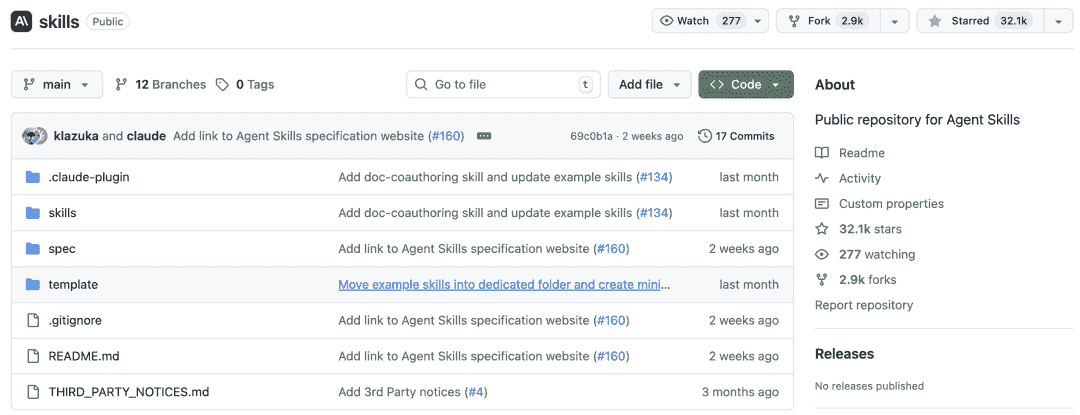 skills Public Watch 277 Fork 2.9k Starred 32.1k
main 12 Branches 0 Tags Go to file t Add file Code
klazuka and claude Add link to Agent Skills specification website (#160) 69c0b1a · 2 weeks ago 17 Commits
.claude-plugin Add doc-coauthoring skill and update example skills (#134) last month
skills Add doc-coauthoring skill and update example skills (#134) last month
spec Add link to Agent Skills specification website (#160) 2 weeks ago
template Move example skills into dedicated folder and create mini... last month
.gitignore Add link to Agent Skills specification website (#160) 2 weeks ago
README.md Add link to Agent Skills specification website (#160) 2 weeks ago
THIRD_PARTY_NOTICES.md Add 3rd Party notices (#4) 3 months ago
About
Public repository for Agent Skills
Readme
Activity
Custom properties
32.1k stars
277 watching
2.9k forks
Report repository
Releases
No releases published